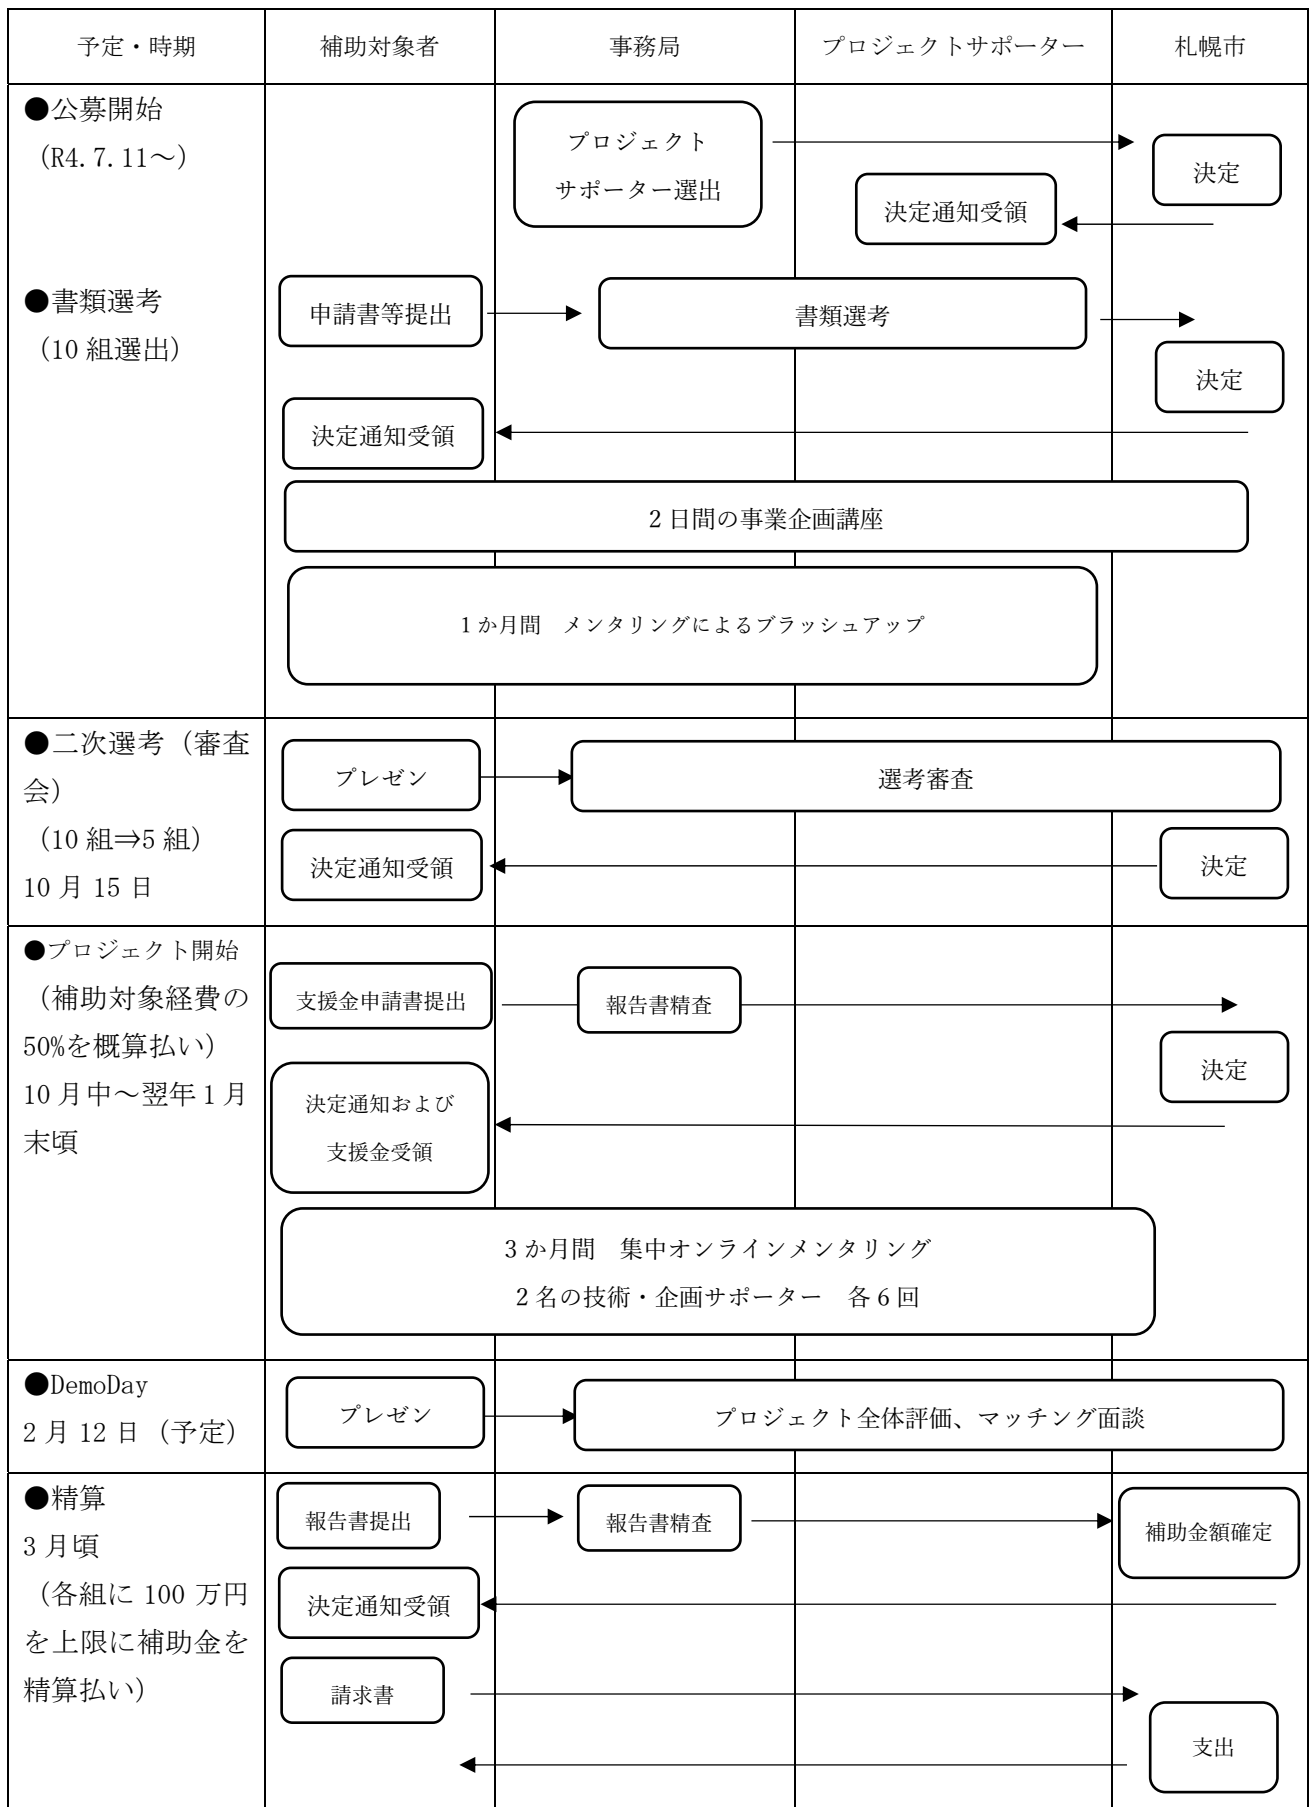 予定・時期
補助対象者
事務局
プロジェクトサポーター
札幌市
●公募開始
(R4.7.11～)
プロジェクト
サポーター選出
決定
決定通知受領
●書類選考
(10 組選出)
申請書等提出
書類選考
決定
決定通知受領
2 日間の事業企画講座
1 か月間　メンタリングによるブラッシュアップ
●二次選考（審査
会）
（10 組⇒5 組）
10 月 15 日
プレゼン
選考審査
決定通知受領
決定
●プロジェクト開始
（補助対象経費の
50%を概算払い）
10 月中～翌年 1 月
末頃
支援金申請書提出
報告書精査
決定
決定通知および
支援金受領
3 か月間　集中オンラインメンタリング
2 名の技術・企画サポーター　各 6 回
●DemoDay
2 月 12 日（予定）
プレゼン
プロジェクト全体評価、マッチング面談
●精算
3 月頃
（各組に 100 万円
を上限に補助金を
精算払い）
報告書提出
報告書精査
補助金額確定
決定通知受領
請求書
支出